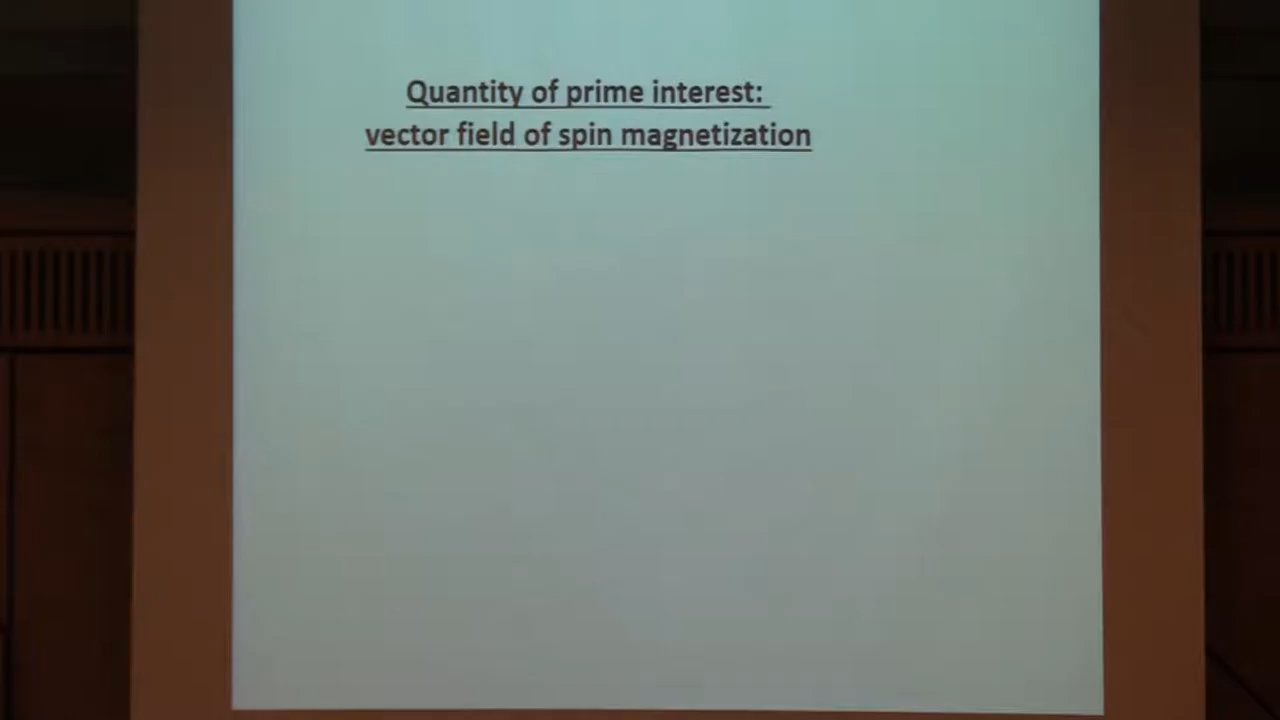 Quantity of prime interest:
vector field of spin magnetization